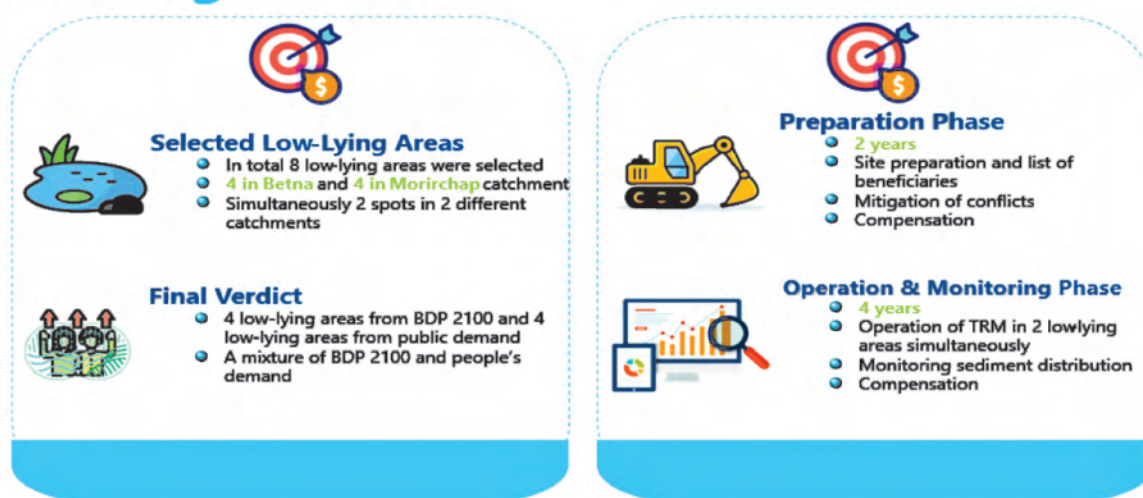 Selected Low-Lying Areas
In total 8 low-lying areas were selected
4 in Betna and 4 in Morirchap catchment
Simultaneously 2 spots in 2 different
catchments
Final Verdict
4 low-lying areas from BDP 2100 and 4
low-lying areas from public demand
A mixture of BDP 2100 and people's
demand
Preparation Phase
2 years
Site preparation and list of
beneficiaries
Mitigation of conflicts
Compensation
Operation & Monitoring Phase
4 years
Operation of TRM in 2 lowlying
areas simultaneously
Monitoring sediment distribution
Compensation